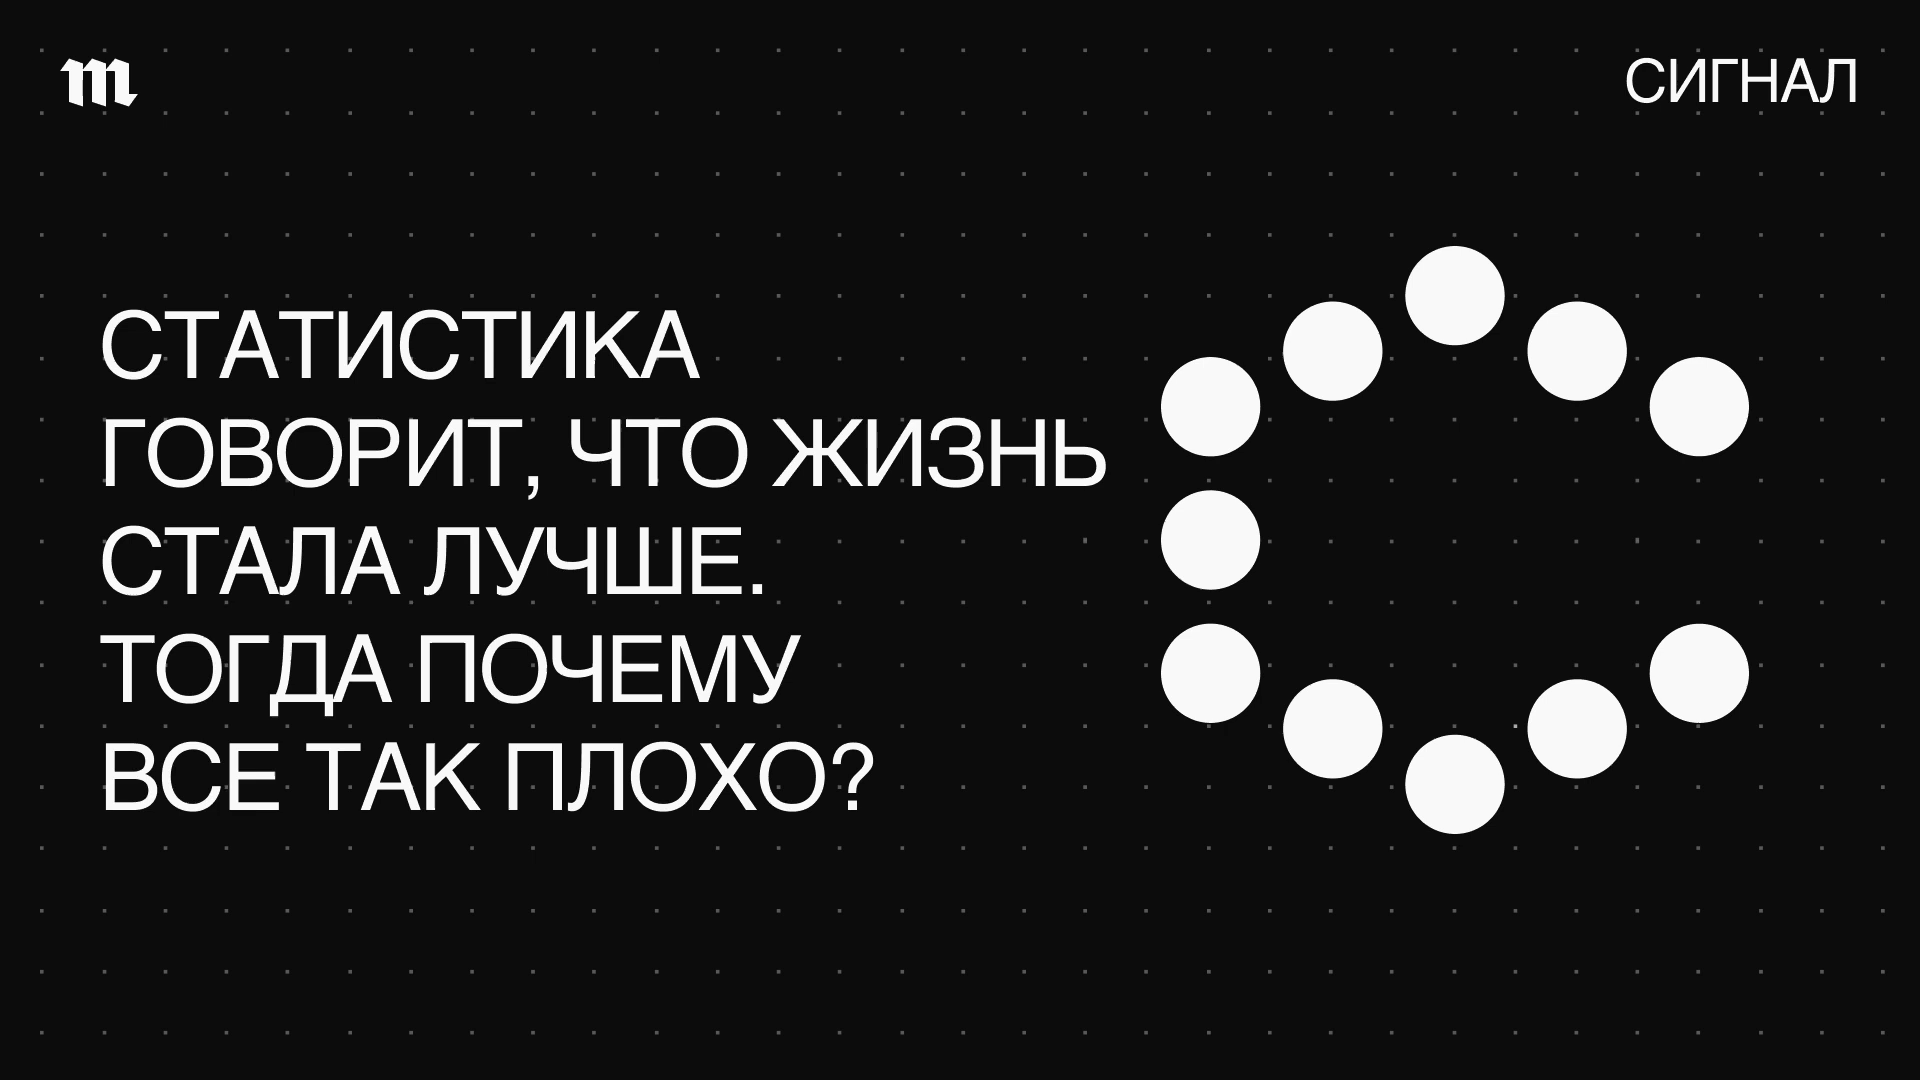 m
СИГНАЛ
СТАТИСТИКА
ГОВОРИТ, ЧТО ЖИЗНЬ
СТАЛА ЛУЧШЕ.
ТОГДА ПОЧЕМУ
ВСЕ ТАК ПЛОХО?
С